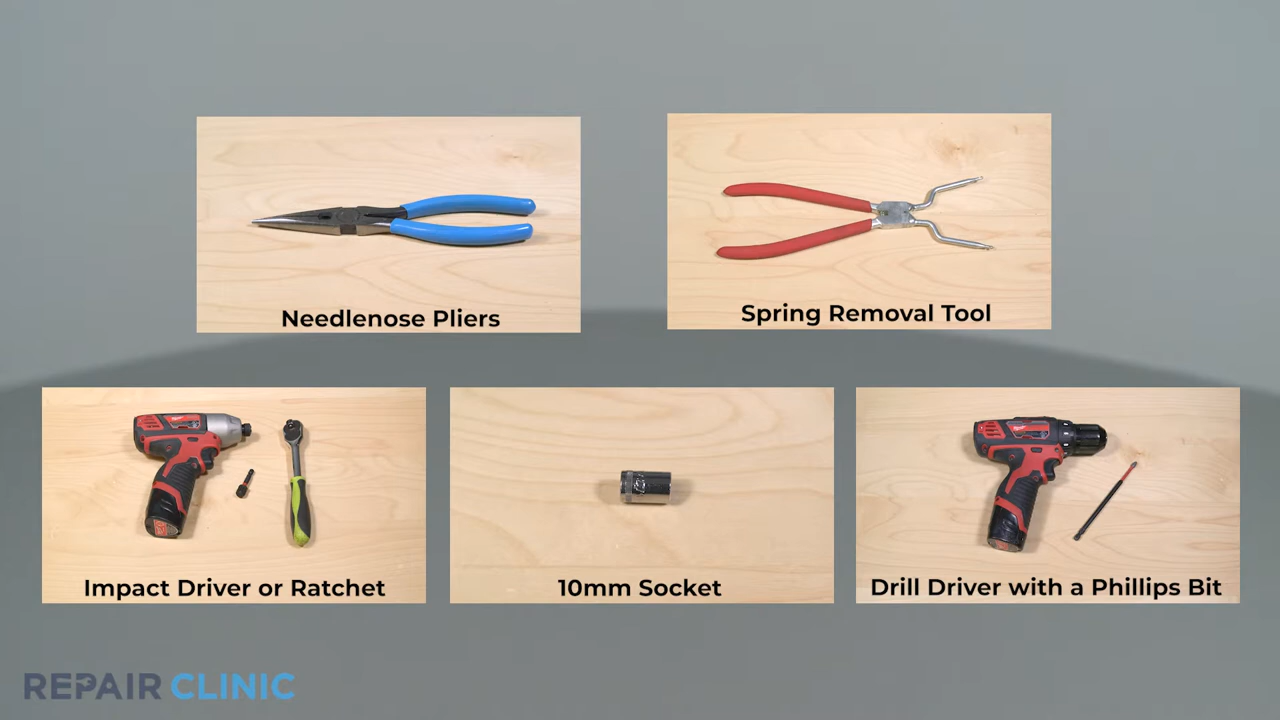 Needlenose Pliers
Spring Removal Tool
Impact Driver or Ratchet
10mm Socket
Drill Driver with a Phillips Bit
REPAIR CLINIC